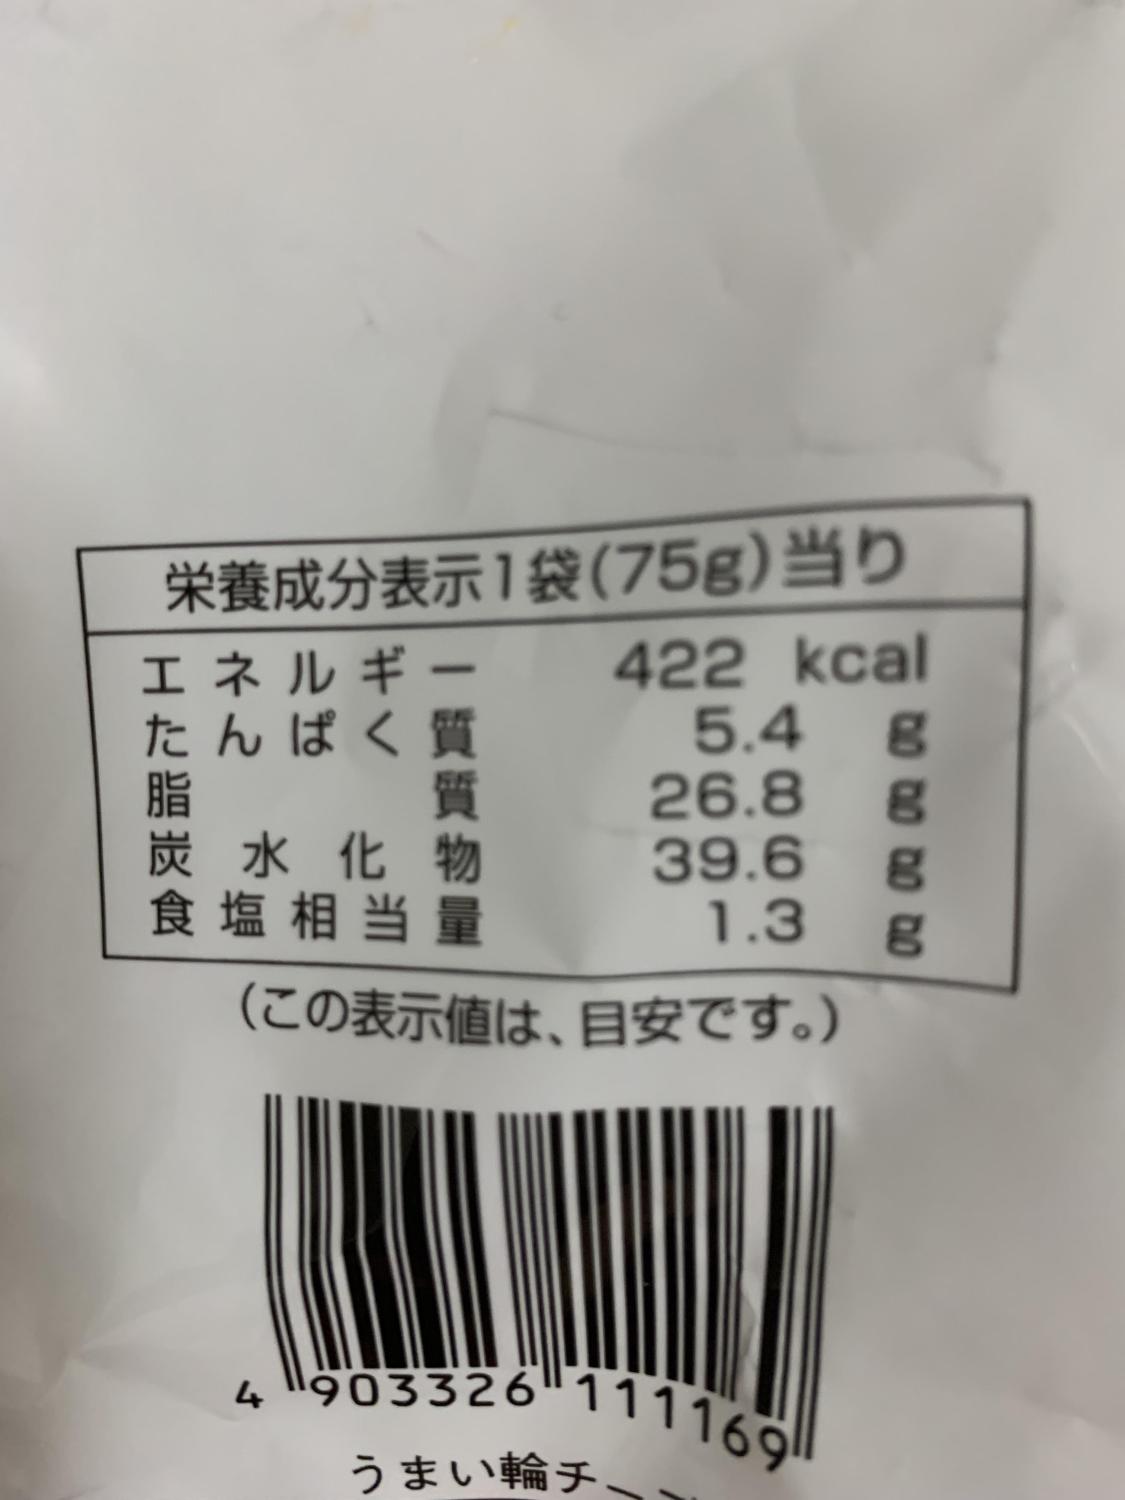 栄養成分表示1袋(75g)当り
エネルギー 422 kcal
たんぱく質 5.4 g
脂質 26.8 g
炭水化物 39.6 g
食塩相当量 1.3 g
(この表示値は、目安です。)
4 903326 111169
うまい輪チー